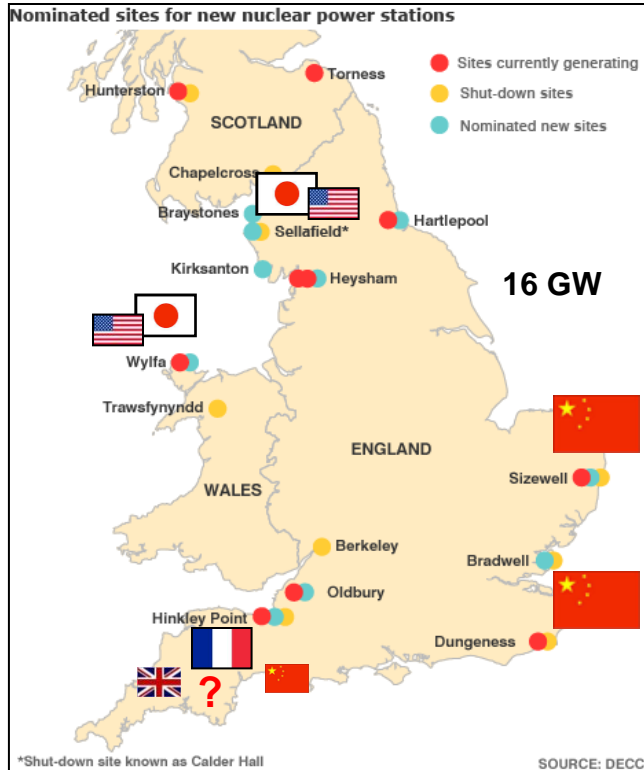 Nominated sites for new nuclear power stations
Sites currently generating
Shut-down sites
Nominated new sites
Torness
Hunterston
SCOTLAND
Chapelcross
Braystones
Sellafield*
Hartlepool
Kirksanton
Heysham
16 GW
Wylfa
Trawsfynyndd
ENGLAND
Sizewell
WALES
Berkeley
Bradwell
Oldbury
Hinkley Point
Dungeness
?
*Shut-down site known as Calder Hall
SOURCE: DECC